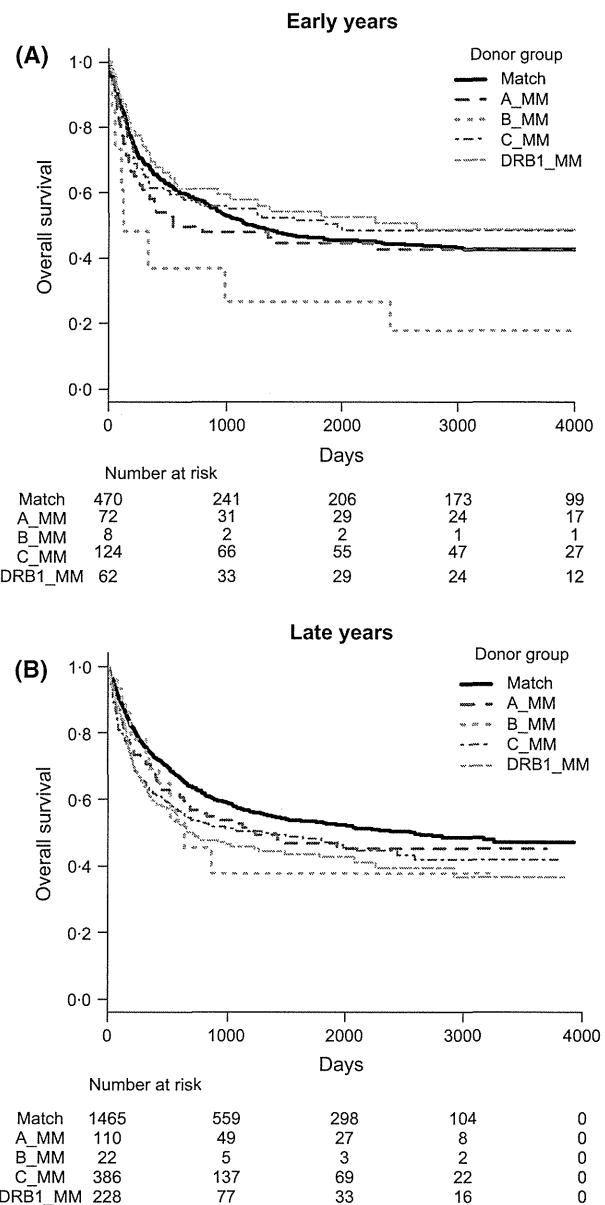 Early years
(A)
Donor group
Match
A_MM
B_MM
C_MM
DRB1_MM
Overall survival
1·0
0·8
0·6
0·4
0·2
0·0
0 1000 2000 3000 4000
Days
Number at risk
Match 470 241 206 173 99
A_MM 72 31 29 24 17
B_MM 8 2 2 1 1
C_MM 124 66 55 47 27
DRB1_MM 62 33 29 24 12
Late years
(B)
Donor group
Match
A_MM
B_MM
C_MM
DRB1_MM
Overall survival
1·0
0·8
0·6
0·4
0·2
0·0
0 1000 2000 3000 4000
Days
Number at risk
Match 1465 559 298 104 0
A_MM 110 49 27 8 0
B_MM 22 5 3 2 0
C_MM 386 137 69 22 0
DRB1_MM 228 77 33 16 0